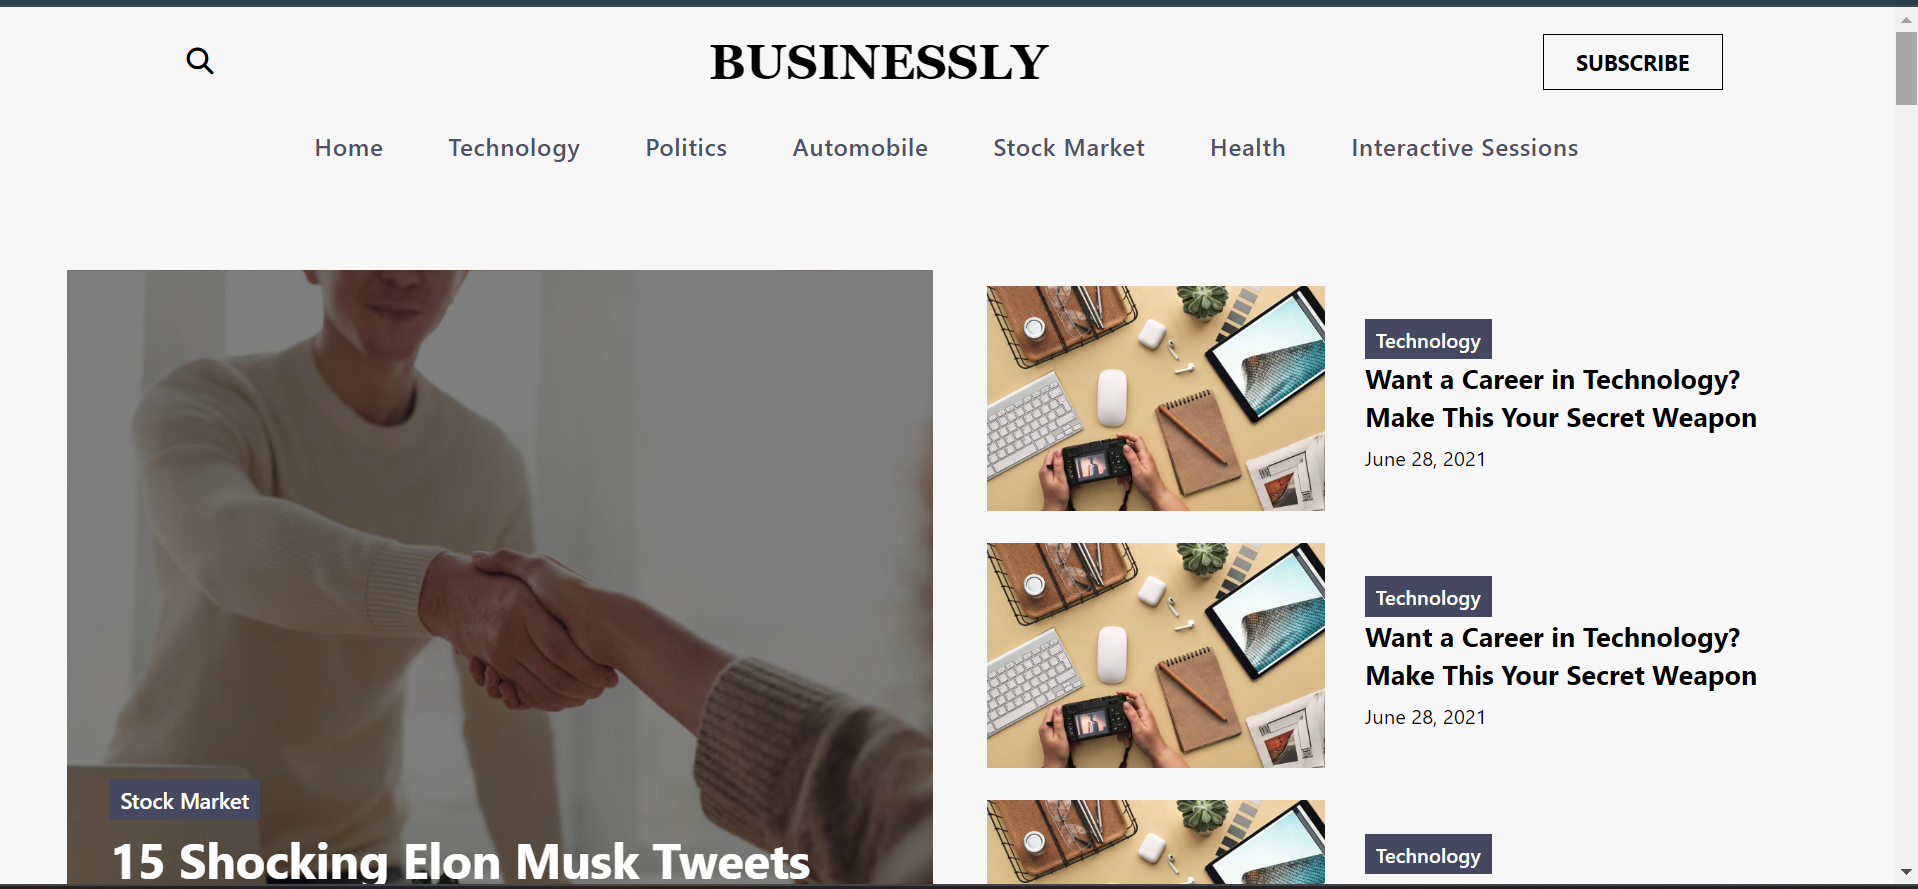 BUSINESSLY
SUBSCRIBE
Home Technology Politics Automobile Stock Market Health Interactive Sessions
Stock Market
15 Shocking Elon Musk Tweets
Technology
Want a Career in Technology?
Make This Your Secret Weapon
June 28, 2021
Technology
Want a Career in Technology?
Make This Your Secret Weapon
June 28, 2021
Technology